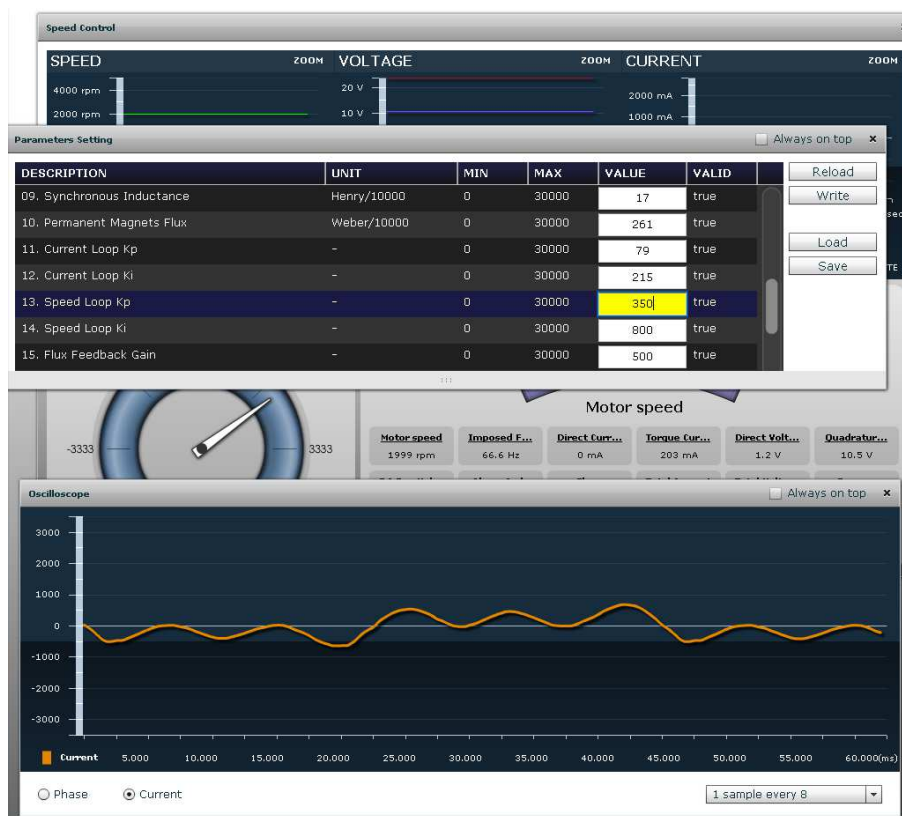 Speed Control
SPEED ZOOM VOLTAGE ZOOM CURRENT ZOOM
4000 rpm 20 V 2000 mA
2000 rpm 10 V 1000 mA
Parameters Setting Always on top ×
DESCRIPTION UNIT MIN MAX VALUE VALID Reload
09. Synchronous Inductance Henry/10000 0 30000 17 true Write
10. Permanent Magnets Flux Weber/10000 0 30000 261 true
11. Current Loop Kp - 0 30000 79 true Load
12. Current Loop Ki - 0 30000 215 true Save
13. Speed Loop Kp - 0 30000 350 true
14. Speed Loop Ki - 0 30000 800 true
15. Flux Feedback Gain - 0 30000 500 true
Motor speed
-3333 3333
Motor speed Imposed F... Direct Curr... Torque Cur... Direct Volt... Quadratur...
1999 rpm 66.6 Hz 0 mA 203 mA 1.2 V 10.5 V
Oscilloscope Always on top ×
3000
2000
1000
0
-1000
-2000
-3000
Current 5.000 10.000 15.000 20.000 25.000 30.000 35.000 40.000 45.000 50.000 55.000 60.000(ms)
Phase Current 1 sample every 8